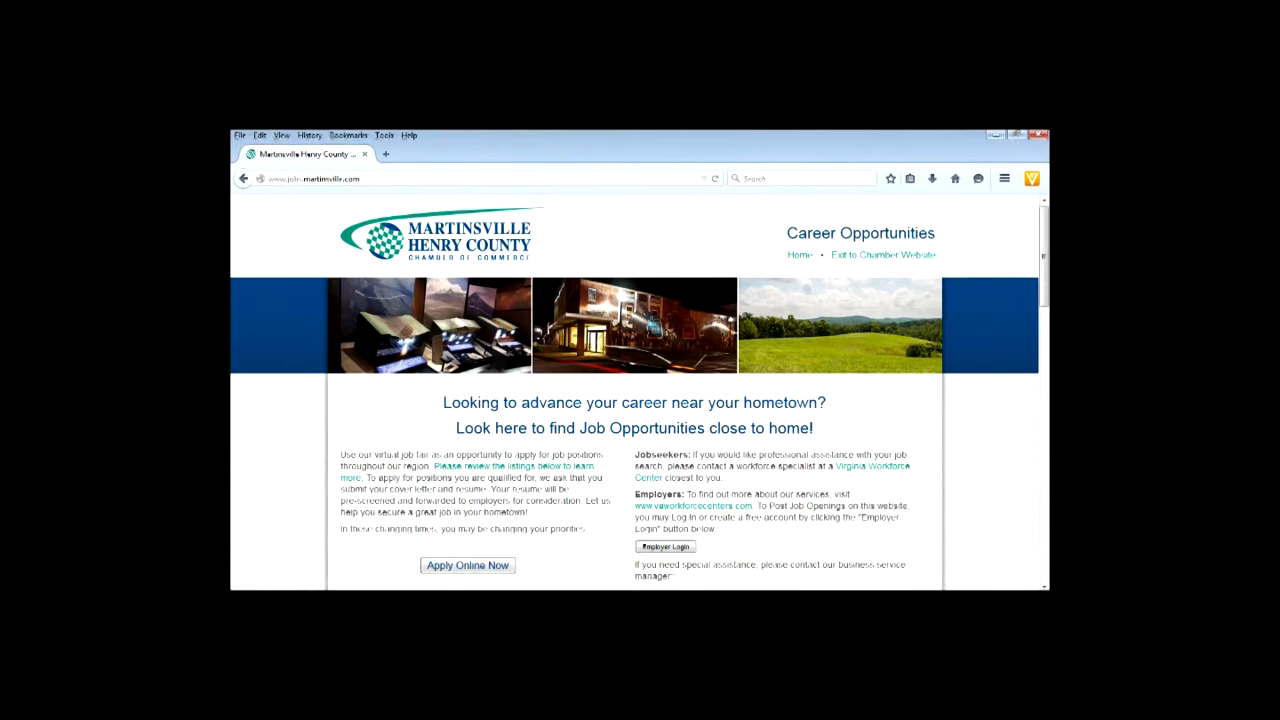 File Edit View History Bookmarks Tools Help
Martinsville Henry County ...
www.jobs.martinsville.com
Search
MARTINSVILLE
HENRY COUNTY
CHAMBER OF COMMERCE
Career Opportunities
Home • Exit to Chamber Website
Looking to advance your career near your hometown?
Look here to find Job Opportunities close to home!
Use our virtual job fair as an opportunity to apply for job positions
throughout our region. Please review the listings below to learn
more. To apply for positions you are qualified for, we ask that you
submit your cover letter and resume. Your resume will be
pre-screened and forwarded to employers for consideration. Let us
help you secure a great job in your hometown!
In these changing times, you may be changing your priorities.
Apply Online Now
Jobseekers: If you would like professional assistance with your job
search, please contact a workforce specialist at a Virginia Workforce
Center closest to you.
Employers: To find out more about our services, visit
www.vaworkforcecenters.com. To Post Job Openings on this website,
you may Log In or create a free account by clicking the "Employer
Login" button below.
Employer Login
If you need special assistance, please contact our business service
manager